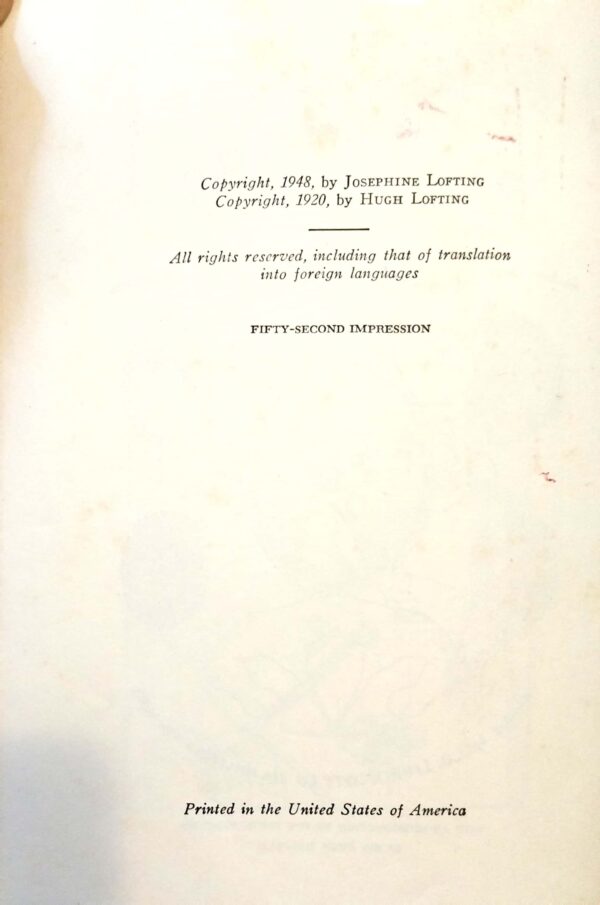 Copyright, 1948, by JOSEPHINE LOFTING
Copyright, 1920, by HUGH LOFTING
All rights reserved, including that of translation
into foreign languages
FIFTY-SECOND IMPRESSION
Printed in the United States of America